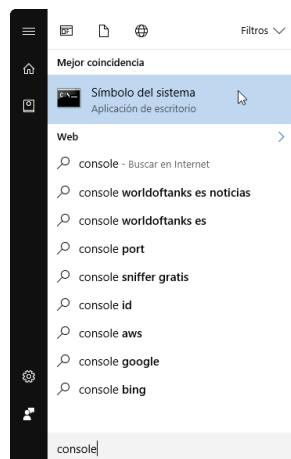 Filtros
Mejor coincidencia
Símbolo del sistema
Aplicación de escritorio
Web
console - Buscar en Internet
console worldoftanks es noticias
console worldoftanks es
console port
console sniffer gratis
console id
console aws
console google
console bing
console